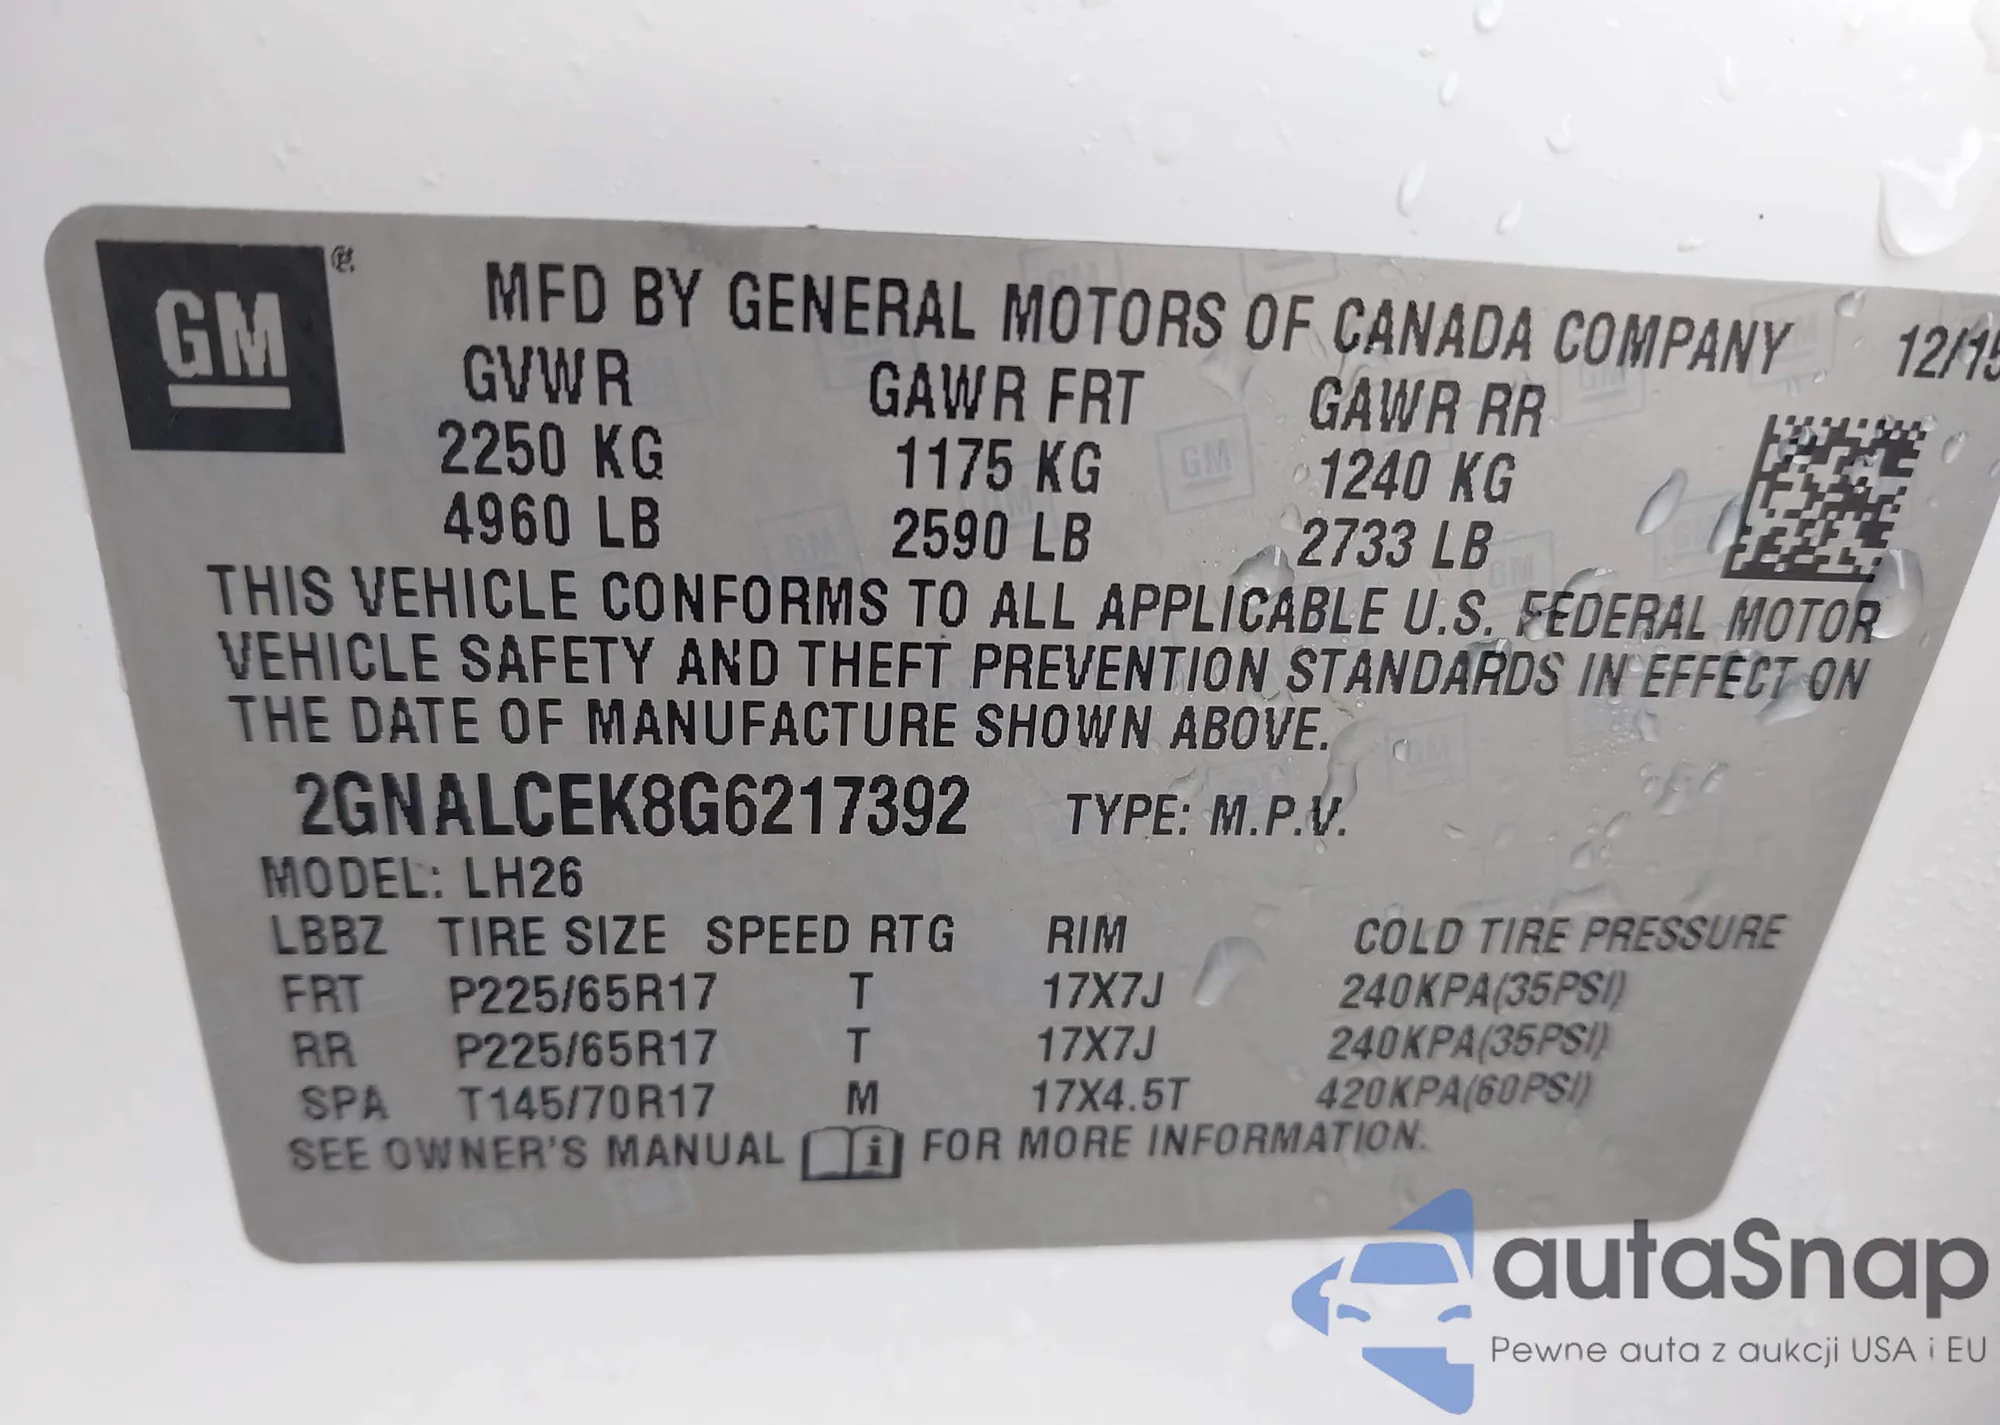 GM
MFD BY GENERAL MOTORS OF CANADA COMPANY 12/15
GVWR GAWR FRT GAWR RR
2250 KG 1175 KG 1240 KG
4960 LB 2590 LB 2733 LB
THIS VEHICLE CONFORMS TO ALL APPLICABLE U.S. FEDERAL MOTOR
VEHICLE SAFETY AND THEFT PREVENTION STANDARDS IN EFFECT ON
THE DATE OF MANUFACTURE SHOWN ABOVE.
2GNALCEK8G6217392 TYPE: M.P.V.
MODEL: LH26
LBBZ TIRE SIZE SPEED RTG RIM COLD TIRE PRESSURE
FRT P225/65R17 T 17X7J 240KPA(35PSI)
RR P225/65R17 T 17X7J 240KPA(35PSI)
SPA T145/70R17 M 17X4.5T 420KPA(60PSI)
SEE OWNER'S MANUAL i FOR MORE INFORMATION.
autaSnap
Pewne auta z aukcji USA i EU